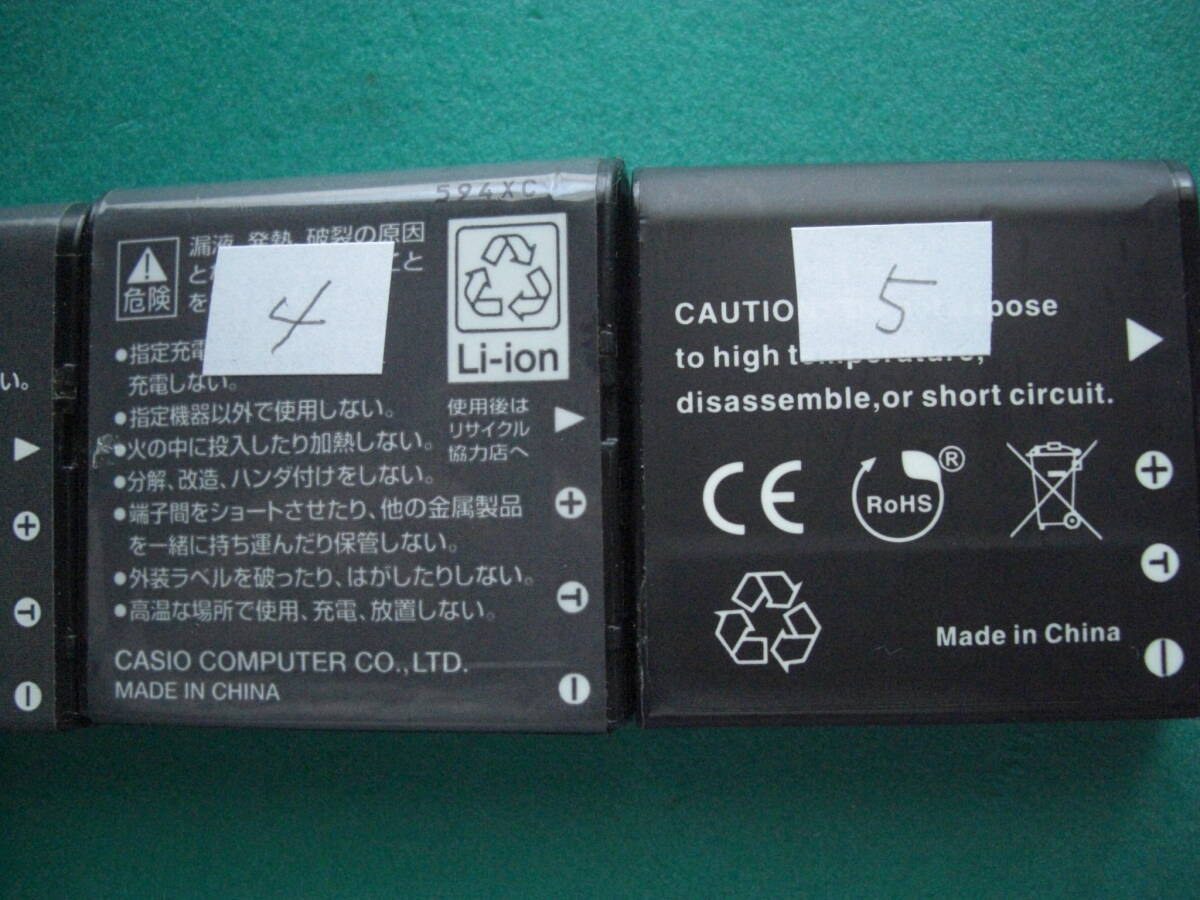 い。
594XC
漏液、発熱、破裂の原因
と
こと
を
危険
4
●指定充電
充電しない。
●指定機器以外で使用しない。
●火の中に投入したり加熱しない。
●分解、改造、ハンダ付けをしない。
●端子間をショートさせたり、他の金属製品
を一緒に持ち運んだり保管しない。
●外装ラベルを破ったり、はがしたりしない。
●高温な場所で使用、充電、放置しない。
CASIO COMPUTER CO.,LTD.
MADE IN CHINA
Li-ion
使用後は
リサイクル
協力店へ
5
CAUTIO
to high temperature,
disassemble,or short circuit.
CE
RoHS ®
Made in China